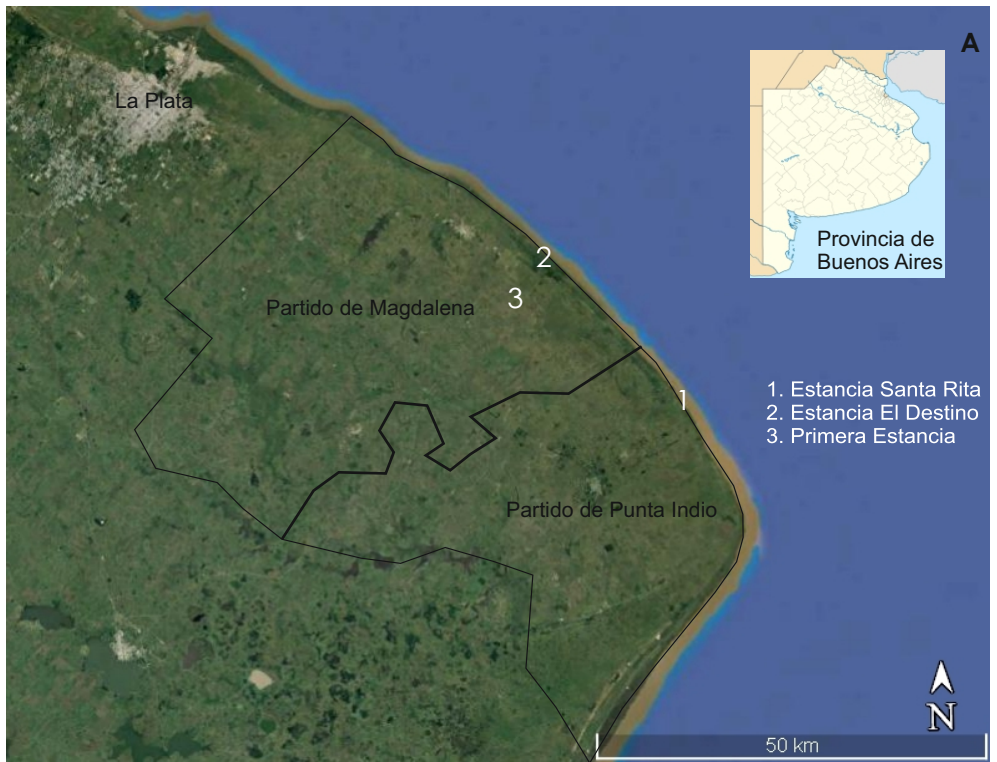 A
La Plata
Provincia de
Buenos Aires
2
3
Partido de Magdalena
1
1. Estancia Santa Rita
2. Estancia El Destino
3. Primera Estancia
Partido de Punta Indio
N
50 km